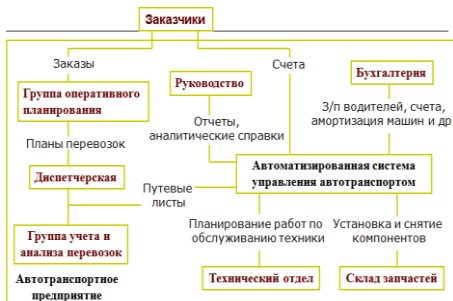 Заказчики
Заказы
Счета
Группа оперативного
планирования
Руководство
Бухгалтерия
Отчеты,
аналитические справки
З/п водителей, счета,
амортизация машин и др
Планы перевозок
Диспетчерская
Путевые
листы
Автоматизированная система
управления автотранспортом
Группа учета и
анализа перевозок
Планирование работ по
обслуживанию техники
Установка и снятие
компонентов
Автотранспортное
предприятие
Технический отдел
Склад запчастей